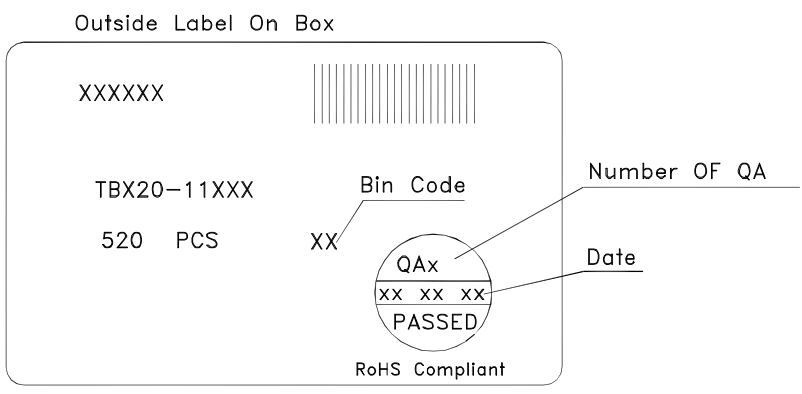 Outside Label On Box
XXXXXX
Number OF QA
TBX20-11XXX
Bin Code
520 PCS
XX
QAx
Date
xx xx xx
PASSED
RoHS Compliant